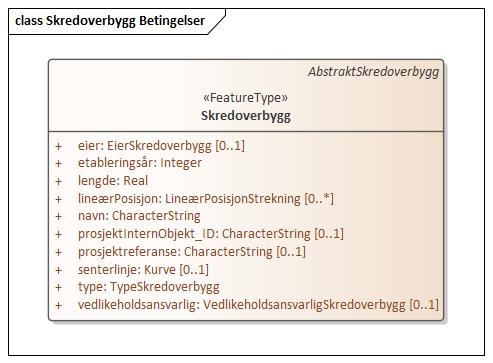 class Skredoverbygg Betingelser
AbstraktSkredoverbygg
«FeatureType»
Skredoverbygg
+ eier: EierSkredoverbygg [0..1]
+ etableringsår: Integer
+ lengde: Real
+ lineærPosisjon: LineærPosisjonStrekning [0..*]
+ navn: CharacterString
+ prosjektInternObjekt_ID: CharacterString [0..1]
+ prosjektreferanse: CharacterString [0..1]
+ senterlinje: Kurve [0..1]
+ type: TypeSkredoverbygg
+ vedlikeholdsansvarlig: VedlikeholdsansvarligSkredoverbygg [0..1]